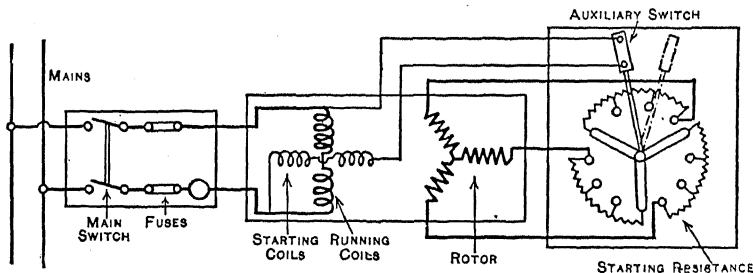 AUXILIARY SWITCH
MAINS
MAIN
SWITCH
FUSES
STARTING
COILS
RUNNING
COILS
ROTOR
STARTING RESISTANCE